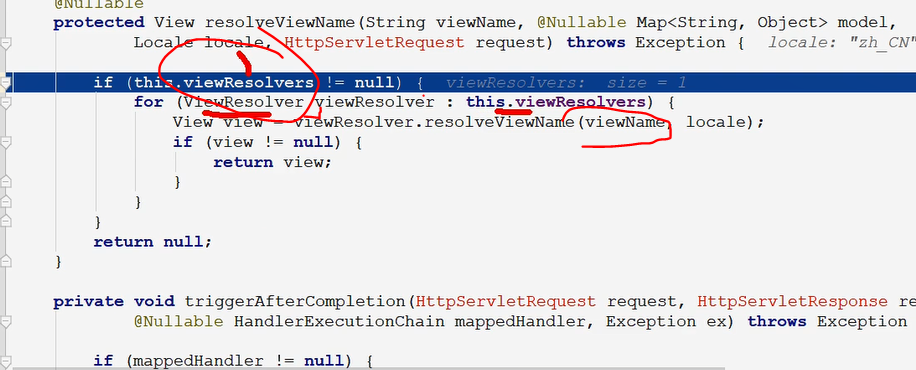 @Nullable
protected View resolveViewName(String viewName, @Nullable Map<String, Object> model,
Locale locale, HttpServletRequest request) throws Exception { locale: "zh_CN"
if (this.viewResolvers != null) { viewResolvers: size = 1
for (ViewResolver viewResolver : this.viewResolvers) {
View view = viewResolver.resolveViewName(viewName, locale);
if (view != null) {
return view;
}
}
}
return null;
}
private void triggerAfterCompletion(HttpServletRequest request, HttpServletResponse re
@Nullable HandlerExecutionChain mappedHandler, Exception ex) throws Exception
if (mappedHandler != null) {